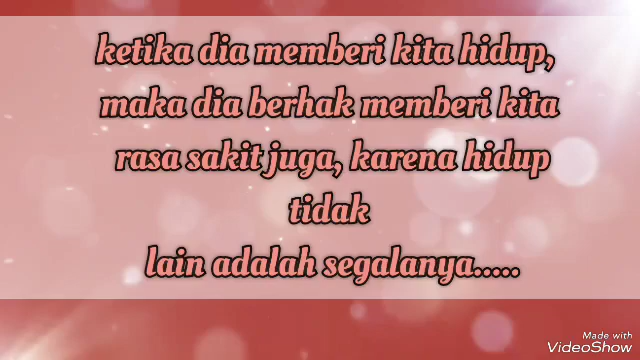 ketika dia memberi kita hidup,
maka dia berhak memberi kita
rasa sakit juga, karena hidup
tidak
lain adalah segalanya.....
Made with
VideoShow